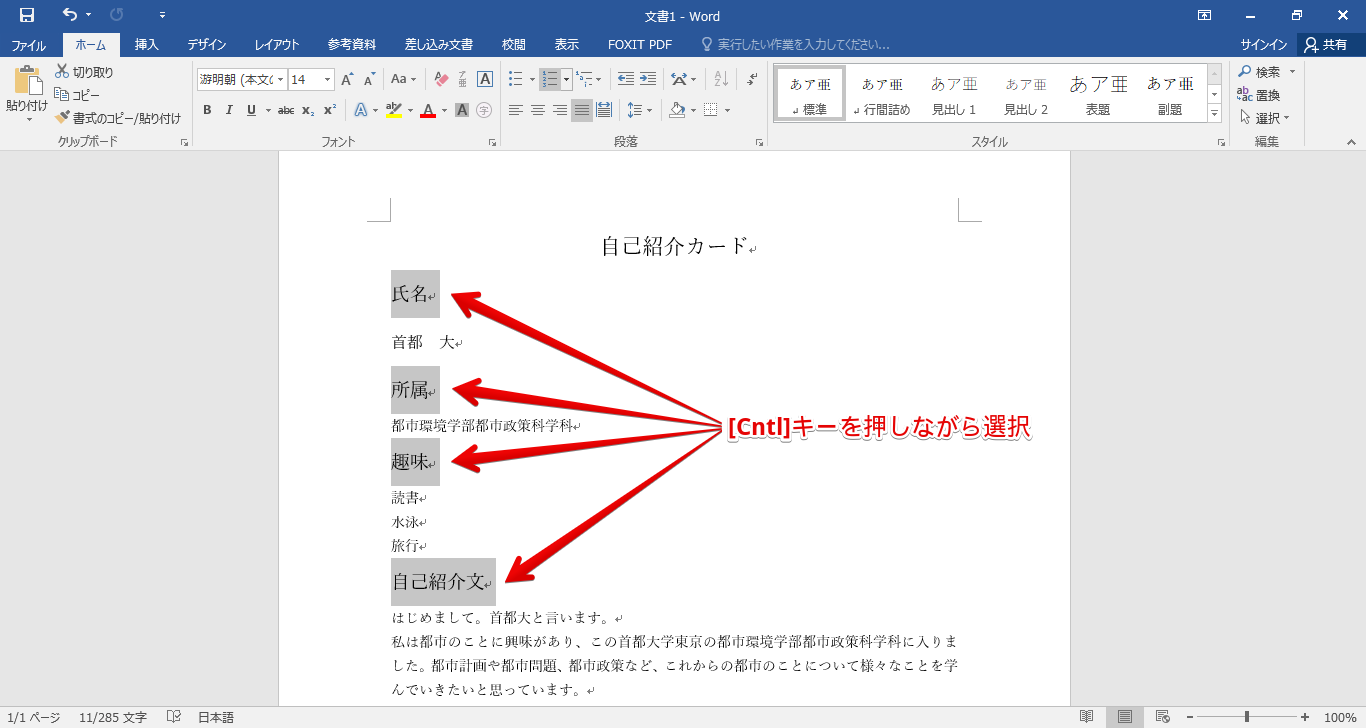 文書1 - Word
ファイル ホーム 挿入 デザイン レイアウト 参考資料 差し込み文書 校閲 表示 FOXIT PDF 実行したい作業を入力してください... サインイン 共有
貼り付け
切り取り
コピー
書式のコピー/貼り付け
クリップボード
游明朝 (本文の 14 A A Aa
B I U abc x₂ x²
フォント
段落
あア亜 あア亜 あア亜 あア亜 あア亜 あア亜
標準 行間詰め 見出し 1 見出し 2 表題 副題
スタイル
検索
置換
選択
編集
自己紹介カード
氏名
首都　大
所属
都市環境学部都市政策科学科
[Cntl]キーを押しながら選択
趣味
読書
水泳
旅行
自己紹介文
はじめまして。首都大と言います。
私は都市のことに興味があり、この首都大学東京の都市環境学部都市政策科学科に入りま
した。都市計画や都市問題、都市政策など、これからの都市のことについて様々なことを学
んでいきたいと思っています。
1/1 ページ 11/285 文字 日本語 100%